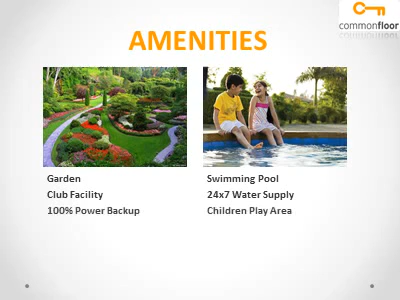 commonfloor
AMENITIES
Garden
Club Facility
100% Power Backup
Swimming Pool
24x7 Water Supply
Children Play Area